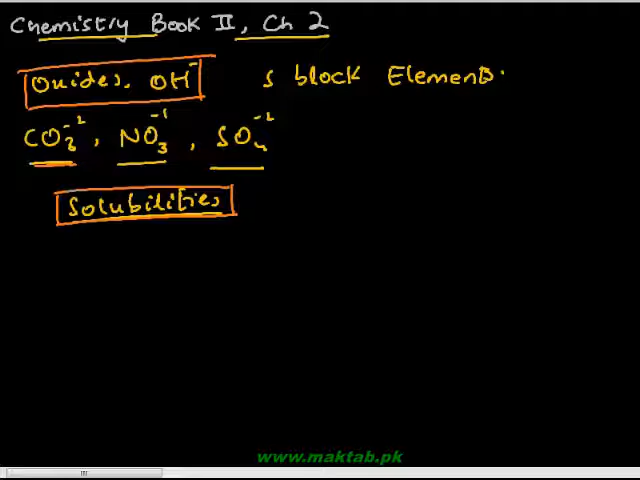 Chemistry Book II, Ch 2
Oxides, OH⁻ s block Elements.
CO₃⁻², NO₃⁻¹, SO₄⁻²
Solubilities
www.maktab.pk